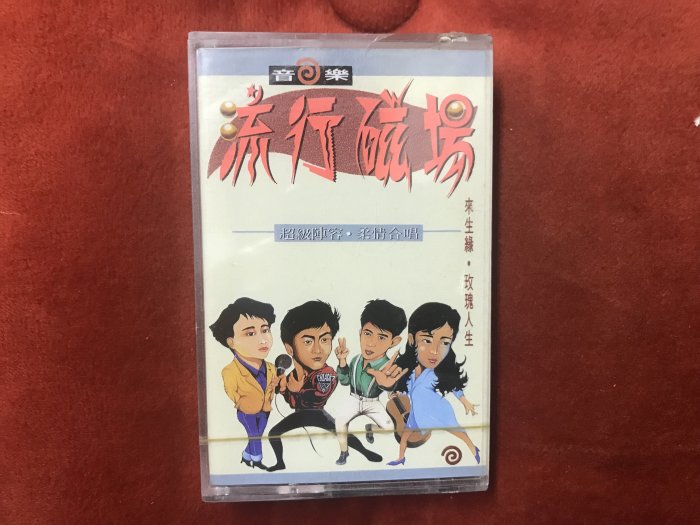 音樂
流行磁場
超級陣容・柔情合唱
來生緣・玫瑰人生